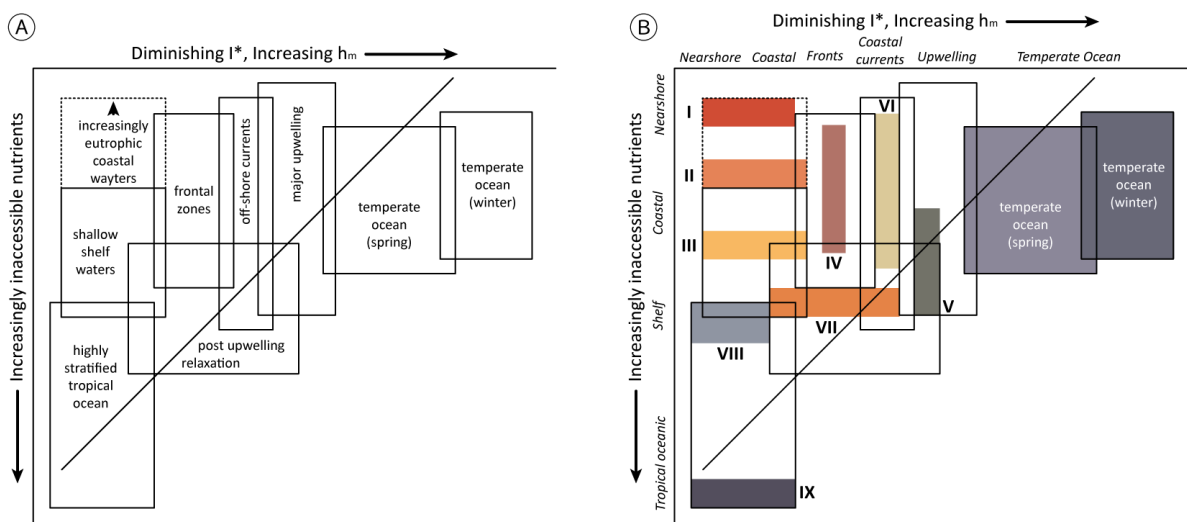 A
Diminishing I*, Increasing hm
Increasingly inaccessible nutrients
increasingly
eutrophic
coastal
wayters
shallow
shelf
waters
highly
stratified
tropical
ocean
frontal
zones
off-shore currents
major upwelling
post upwelling
relaxation
temperate
ocean
(spring)
temperate
ocean
(winter)
B
Diminishing I*, Increasing hm
Nearshore
Coastal
Fronts
Coastal
currents
Upwelling
Temperate Ocean
Increasingly inaccessible nutrients
Nearshore
Coastal
Shelf
Tropical oceanic
I
II
III
IV
V
VI
VII
VIII
IX
temperate
ocean
(spring)
temperate
ocean
(winter)